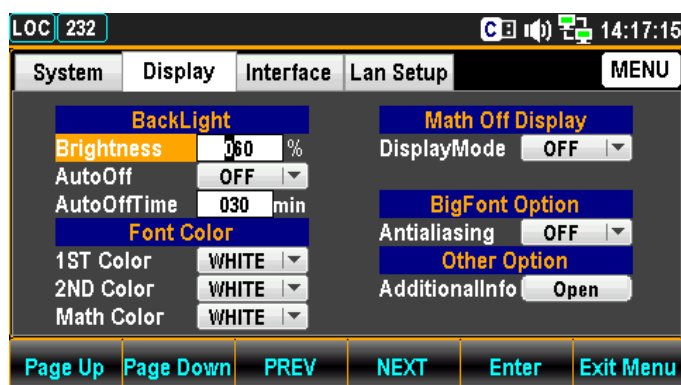 LOC 232 C 14:17:15
System Display Interface Lan Setup MENU
BackLight
Brightness 060 %
AutoOff OFF
AutoOffTime 030 min
Font Color
1ST Color WHITE
2ND Color WHITE
Math Color WHITE
Math Off Display
DisplayMode OFF
BigFont Option
Antialiasing OFF
Other Option
AdditionalInfo Open
Page Up Page Down PREV NEXT Enter Exit Menu